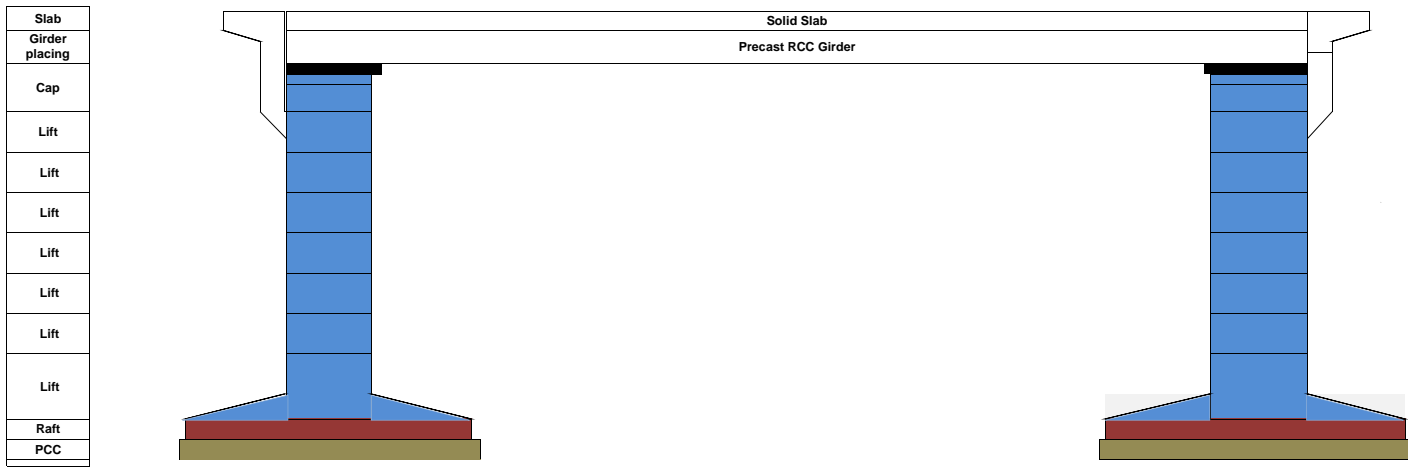 Slab
Solid Slab
Girder
placing
Precast RCC Girder
Cap
Lift
Lift
Lift
Lift
Lift
Lift
Lift
Raft
PCC